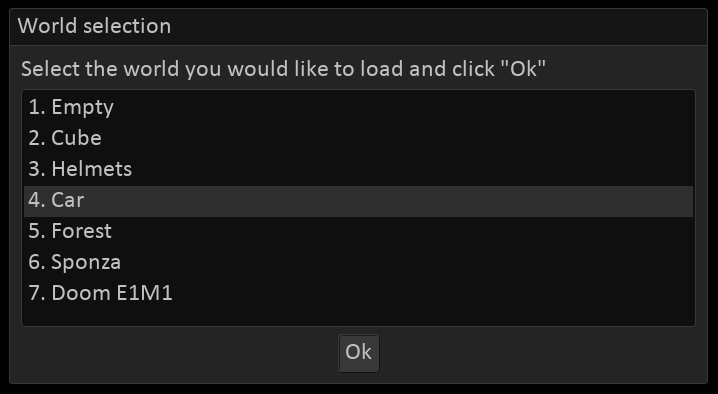 World selection
Select the world you would like to load and click "Ok"
1. Empty
2. Cube
3. Helmets
4. Car
5. Forest
6. Sponza
7. Doom E1M1
Ok